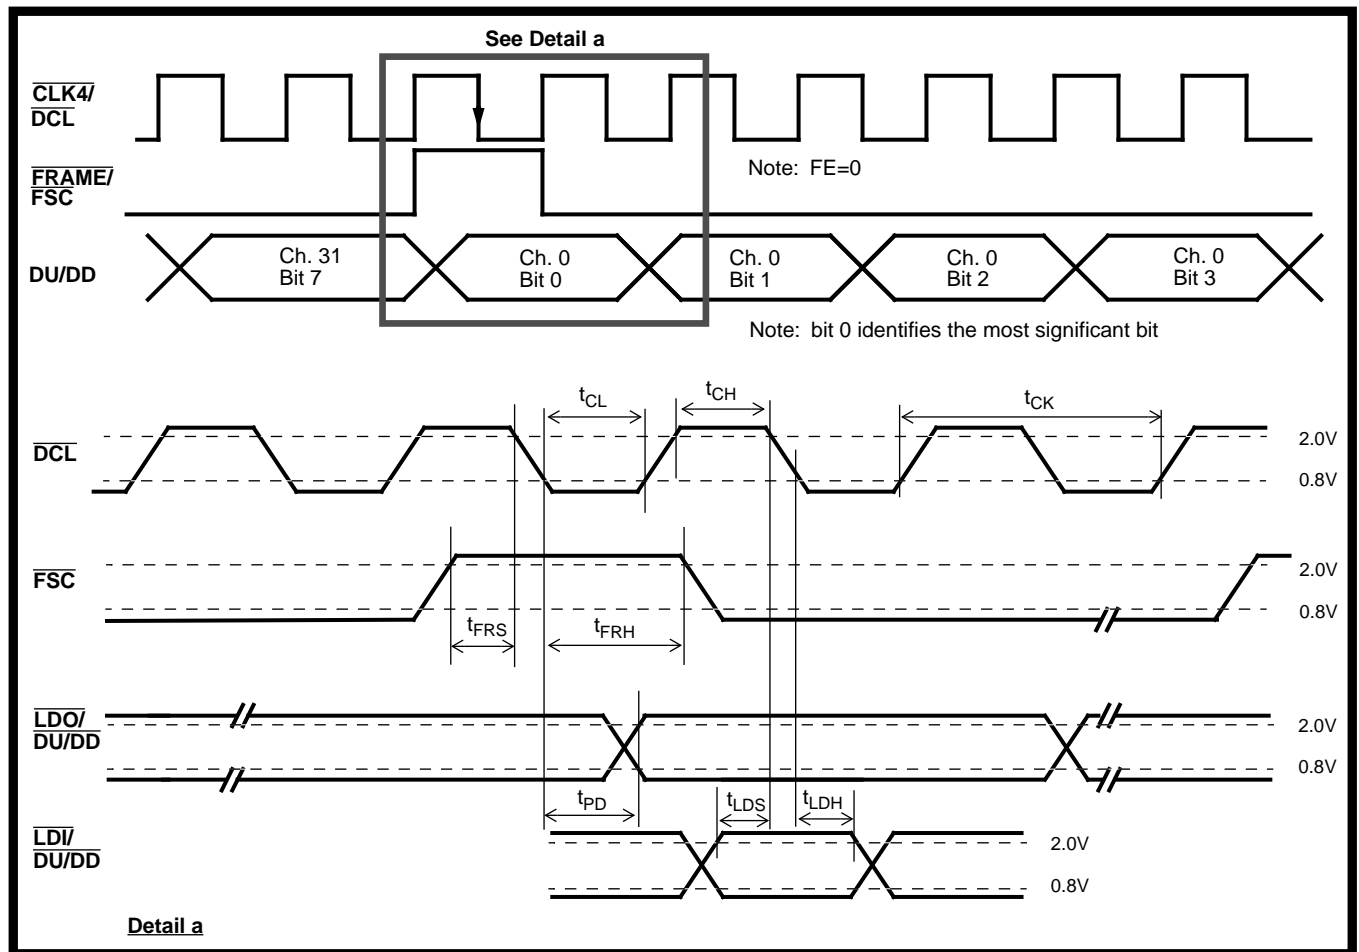 See Detail a
CLK4/
DCL
Note: FE=0
FRAME/
FSC
DU/DD
Ch. 31
Bit 7
Ch. 0
Bit 0
Ch. 0
Bit 1
Ch. 0
Bit 2
Ch. 0
Bit 3
Note: bit 0 identifies the most significant bit
tCL
tCH
tCK
DCL
2.0V
0.8V
FSC
2.0V
0.8V
tFRS
tFRH
LDO/
DU/DD
2.0V
0.8V
tPD
tLDS
tLDH
LDI/
DU/DD
2.0V
0.8V
Detail a